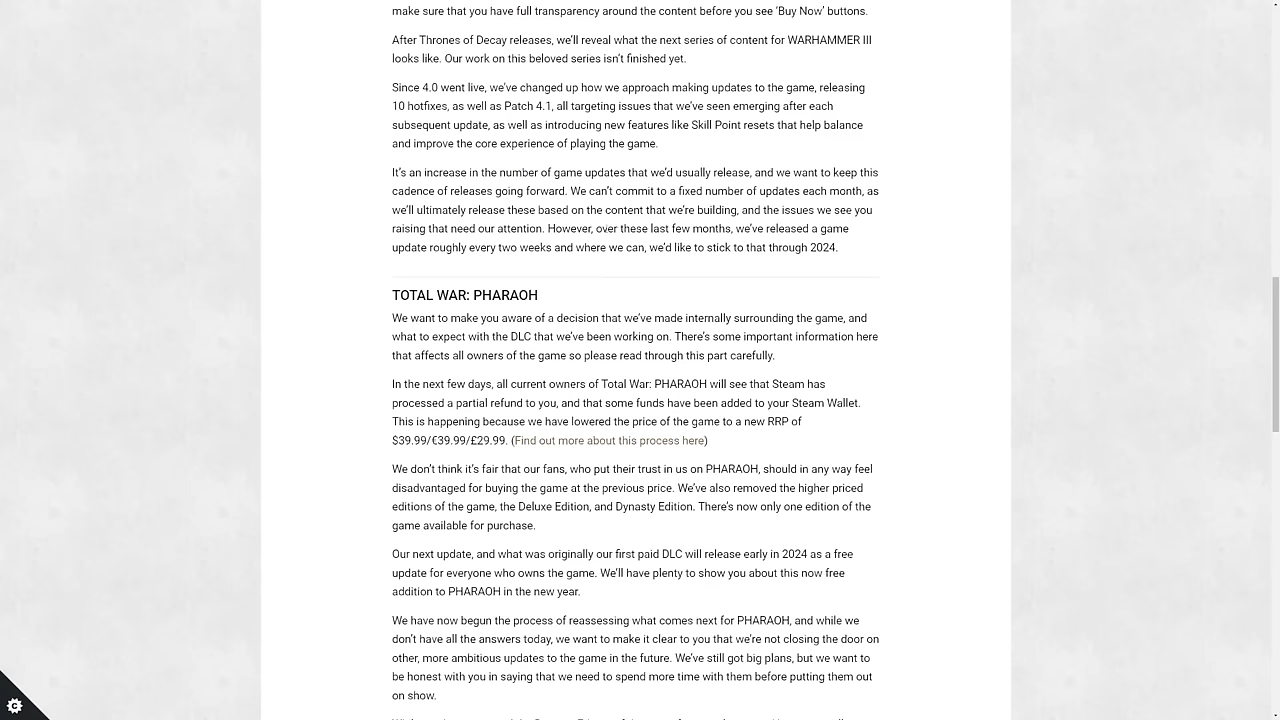 make sure that you have full transparency around the content before you see ‘Buy Now’ buttons.
After Thrones of Decay releases, we’ll reveal what the next series of content for WARHAMMER III
looks like. Our work on this beloved series isn’t finished yet.
Since 4.0 went live, we’ve changed up how we approach making updates to the game, releasing
10 hotfixes, as well as Patch 4.1, all targeting issues that we’ve seen emerging after each
subsequent update, as well as introducing new features like Skill Point resets that help balance
and improve the core experience of playing the game.
It’s an increase in the number of game updates that we’d usually release, and we want to keep this
cadence of releases going forward. We can’t commit to a fixed number of updates each month, as
we’ll ultimately release these based on the content that we’re building, and the issues we see you
raising that need our attention. However, over these last few months, we’ve released a game
update roughly every two weeks and where we can, we’d like to stick to that through 2024.
TOTAL WAR: PHARAOH
We want to make you aware of a decision that we’ve made internally surrounding the game, and
what to expect with the DLC that we’ve been working on. There’s some important information here
that affects all owners of the game so please read through this part carefully.
In the next few days, all current owners of Total War: PHARAOH will see that Steam has
processed a partial refund to you, and that some funds have been added to your Steam Wallet.
This is happening because we have lowered the price of the game to a new RRP of
$39.99/€39.99/£29.99. (Find out more about this process here)
We don’t think it’s fair that our fans, who put their trust in us on PHARAOH, should in any way feel
disadvantaged for buying the game at the previous price. We’ve also removed the higher priced
editions of the game, the Deluxe Edition, and Dynasty Edition. There’s now only one edition of the
game available for purchase.
Our next update, and what was originally our first paid DLC will release early in 2024 as a free
update for everyone who owns the game. We’ll have plenty to show you about this now free
addition to PHARAOH in the new year.
We have now begun the process of reassessing what comes next for PHARAOH, and while we
don’t have all the answers today, we want to make it clear to you that we’re not closing the door on
other, more ambitious updates to the game in the future. We’ve still got big plans, but we want to
be honest with you in saying that we need to spend more time with them before putting them out
on show.